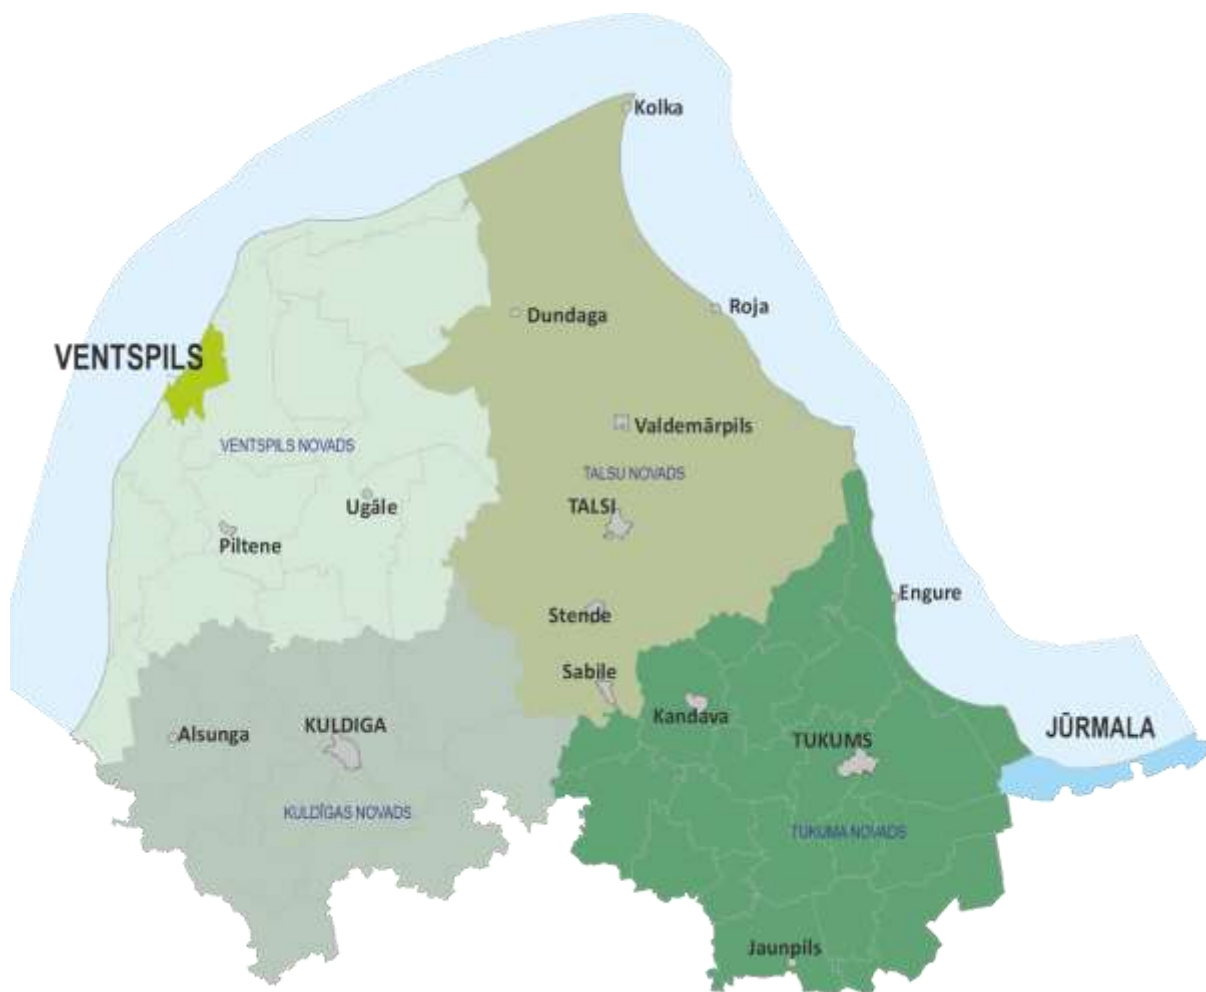 Kolka
Roja
Dundaga
VENTSPILS
Valdemārpils
VENTSPILS NOVADS
TALSU NOVADS
Ugāle
TALSI
Piltene
Engure
Stende
Sabile
Kandava
Alsunga
KULDIGA
TUKUMS
JŪRMALA
KULDĪGAS NOVADS
TUKUMA NOVADS
Jaunpils